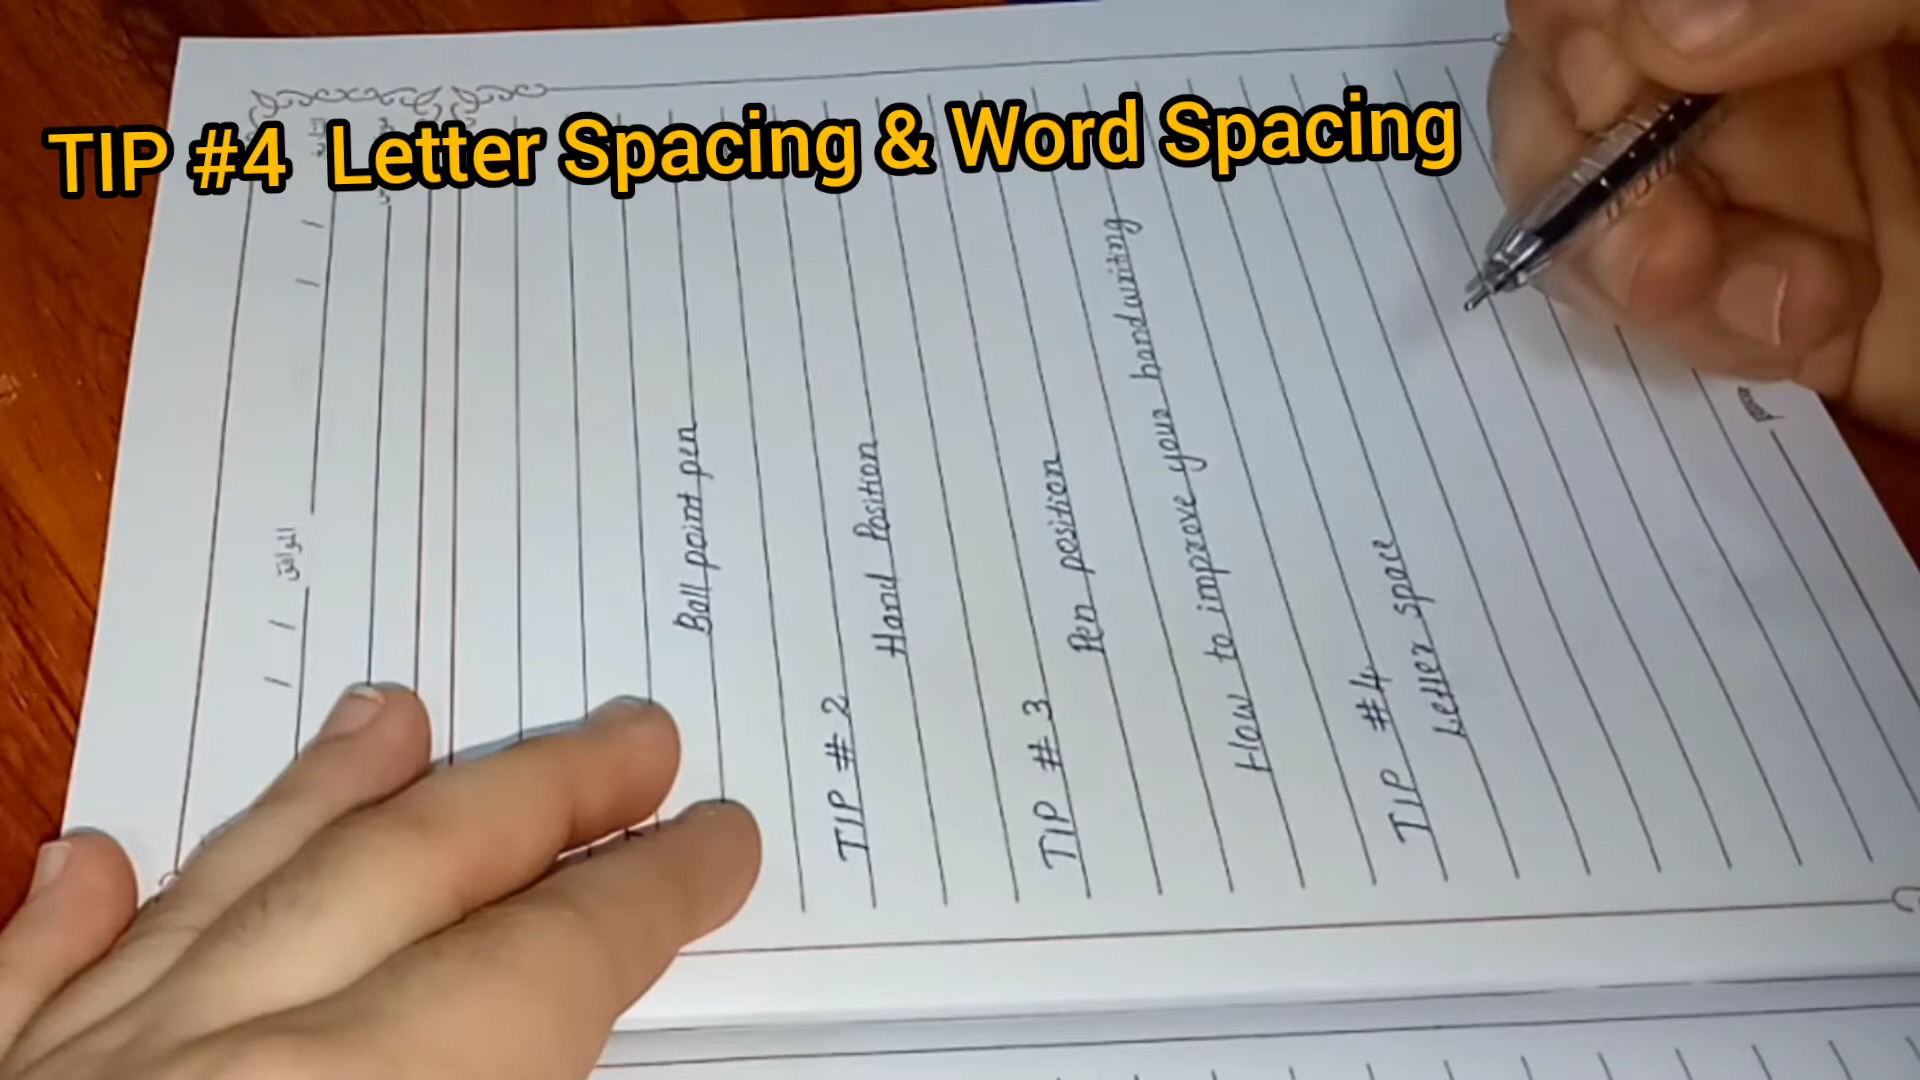 TIP #4 Letter Spacing & Word Spacing
الموافق
Ball point pen
TIP # 2
Hand Position
TIP # 3
Pen position
How to improve your handwriting
TIP #4
Letter space